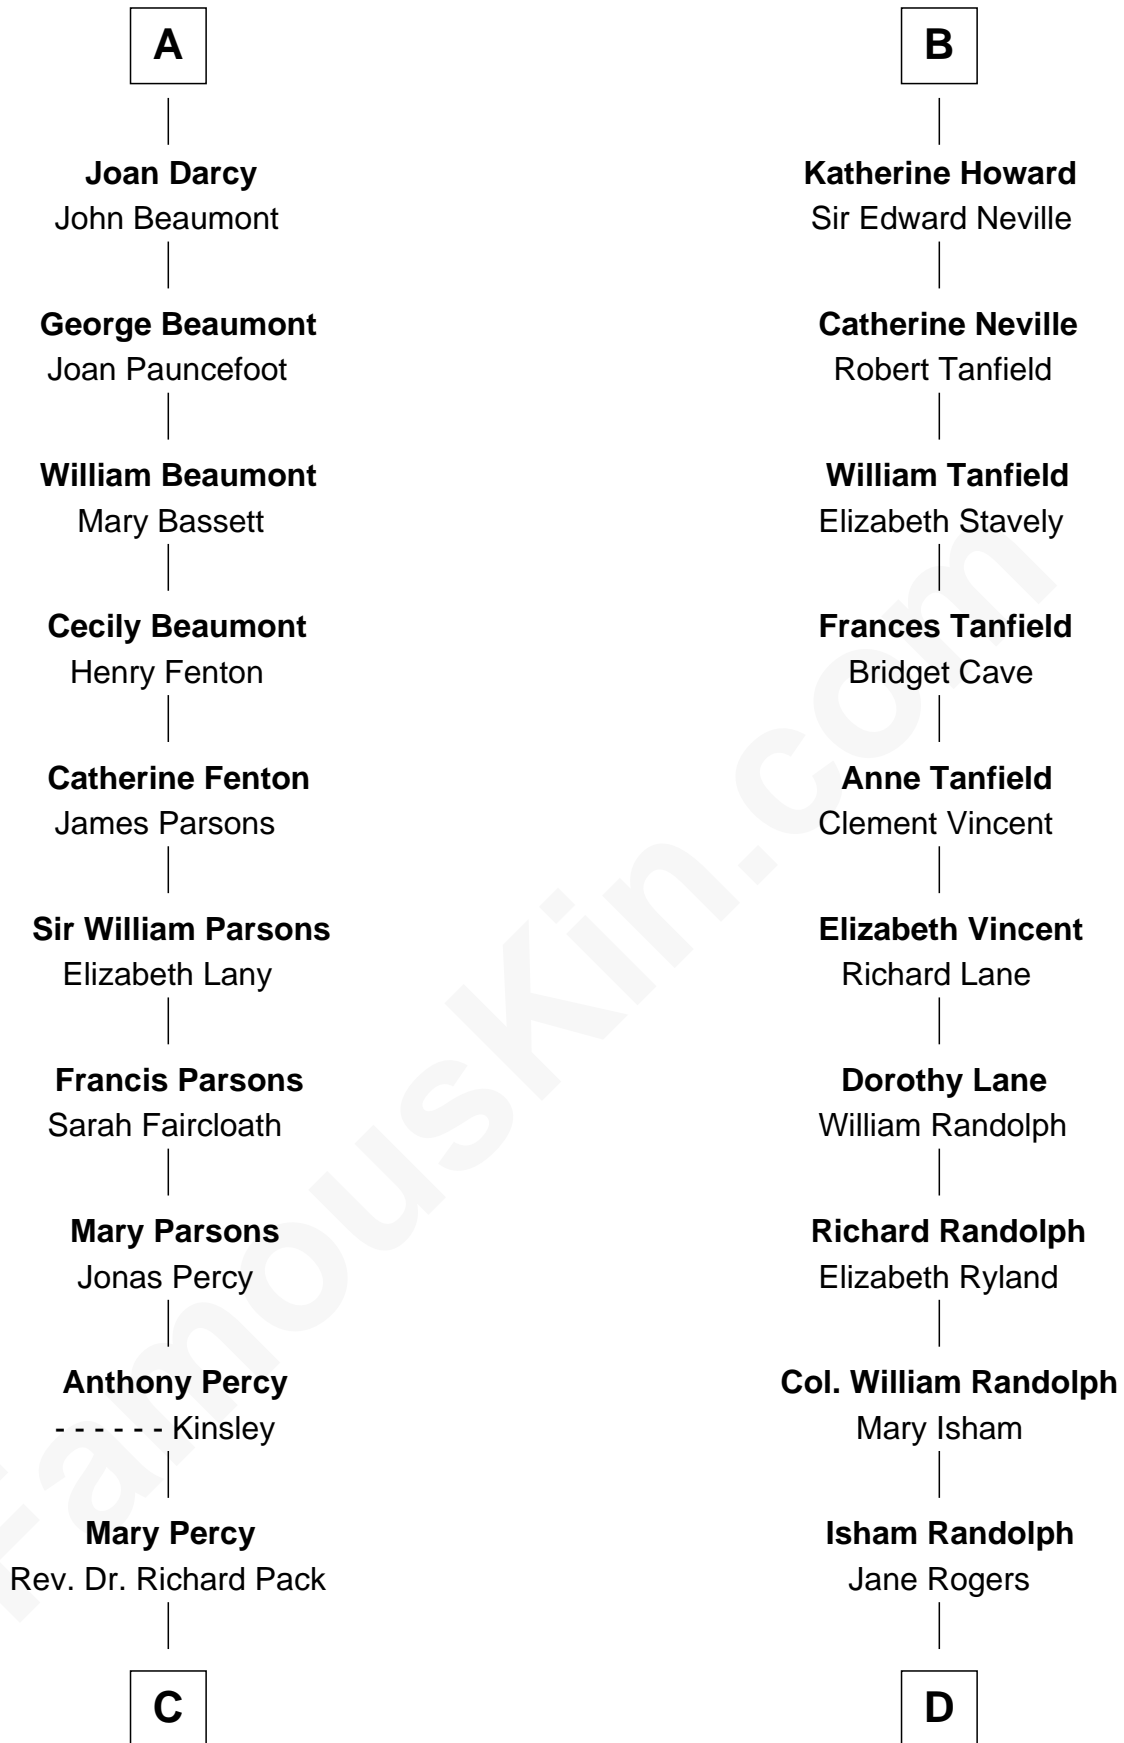 A
Joan Darcy
John Beaumont
George Beaumont
Joan Pauncefoot
William Beaumont
Mary Bassett
Cecily Beaumont
Henry Fenton
Catherine Fenton
James Parsons
Sir William Parsons
Elizabeth Lany
Francis Parsons
Sarah Faircloath
Mary Parsons
Jonas Percy
Anthony Percy
- - - - - - Kinsley
Mary Percy
Rev. Dr. Richard Pack
C
B
Katherine Howard
Sir Edward Neville
Catherine Neville
Robert Tanfield
William Tanfield
Elizabeth Stavely
Frances Tanfield
Bridget Cave
Anne Tanfield
Clement Vincent
Elizabeth Vincent
Richard Lane
Dorothy Lane
William Randolph
Richard Randolph
Elizabeth Ryland
Col. William Randolph
Mary Isham
Isham Randolph
Jane Rogers
D
FamousKin.com